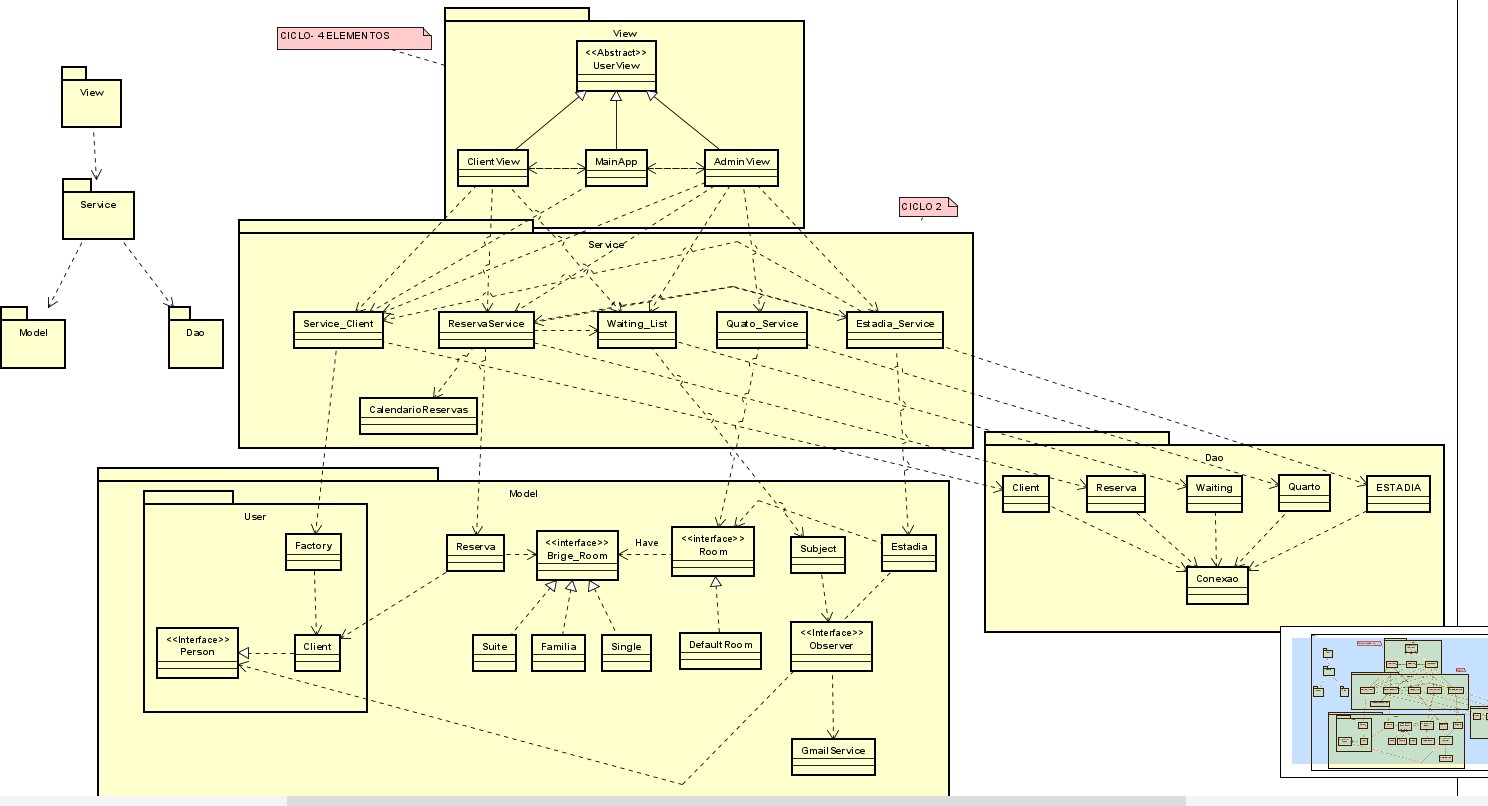 CICLO- 4 ELEMENTOS
View
<<Abstract>>
UserView
View
ClientView
MainApp
AdminView
Service
CICLO 2
Service
Service_Client
ReservaService
Waiting_List
Quato_Service
Estadia_Service
Model
Dao
CalendarioReservas
Dao
Client
Reserva
Waiting
Quarto
ESTADIA
Conexao
Model
User
Factory
Reserva
<<interface>>
Brige_Room
Have
<<interface>>
Room
Subject
Estadia
<<Interface>>
Person
Client
Suite
Familia
Single
DefaultRoom
<<Interface>>
Observer
GmailService